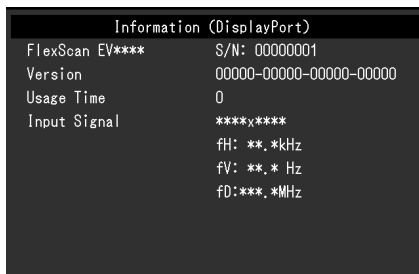 Information (DisplayPort)
FlexScan EV**** S/N: 00000001
Version 00000-00000-00000-00000
Usage Time 0
Input Signal ****x****
fH: **.*kHz
fV: **.* Hz
fD:***.*MHz